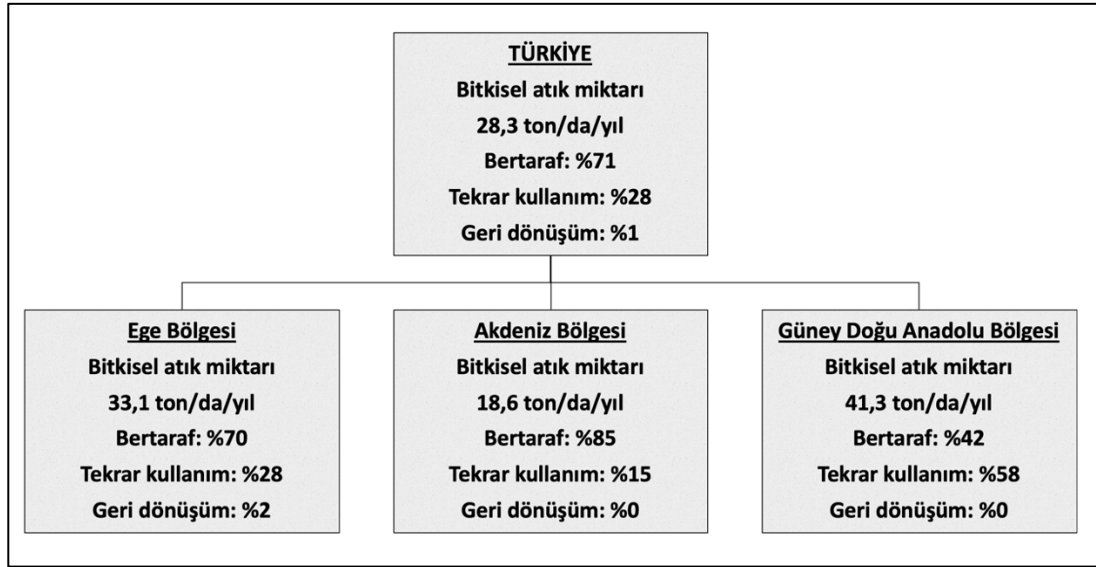 TÜRKİYE
Bitkisel atık miktarı
28,3 ton/da/yıl
Bertaraf: %71
Tekrar kullanım: %28
Geri dönüşüm: %1
Ege Bölgesi
Bitkisel atık miktarı
33,1 ton/da/yıl
Bertaraf: %70
Tekrar kullanım: %28
Geri dönüşüm: %2
Akdeniz Bölgesi
Bitkisel atık miktarı
18,6 ton/da/yıl
Bertaraf: %85
Tekrar kullanım: %15
Geri dönüşüm: %0
Güney Doğu Anadolu Bölgesi
Bitkisel atık miktarı
41,3 ton/da/yıl
Bertaraf: %42
Tekrar kullanım: %58
Geri dönüşüm: %0